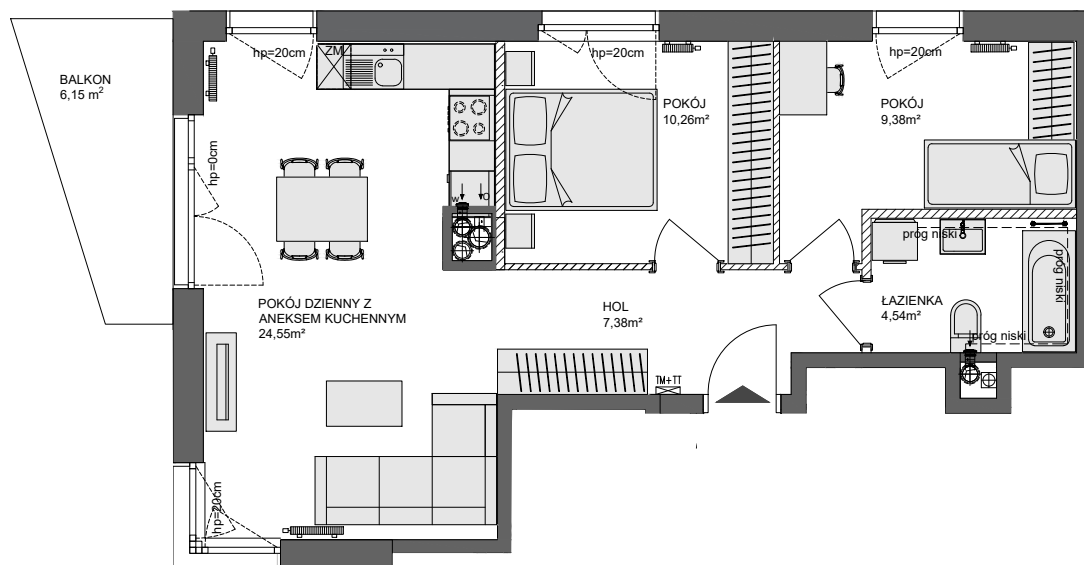 BALKON
6,15 m²
hp=20cm
ZM
hp=20cm
hp=20cm
POKÓJ
10,26m²
POKÓJ
9,38m²
hp=0cm
W
O
próg niski
próg niski
POKÓJ DZIENNY Z
ANEKSEM KUCHENNYM
24,55m²
HOL
7,38m²
ŁAZIENKA
4,54m²
próg niski
TM+TT
hp=20cm